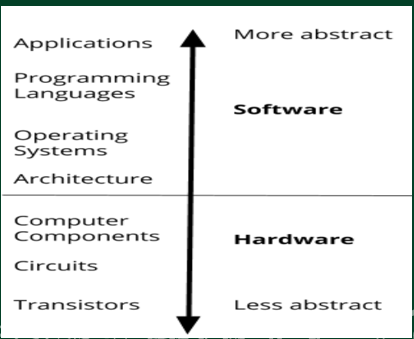 Applications
More abstract
Programming
Languages
Software
Operating
Systems
Architecture
Computer
Components
Hardware
Circuits
Transistors
Less abstract